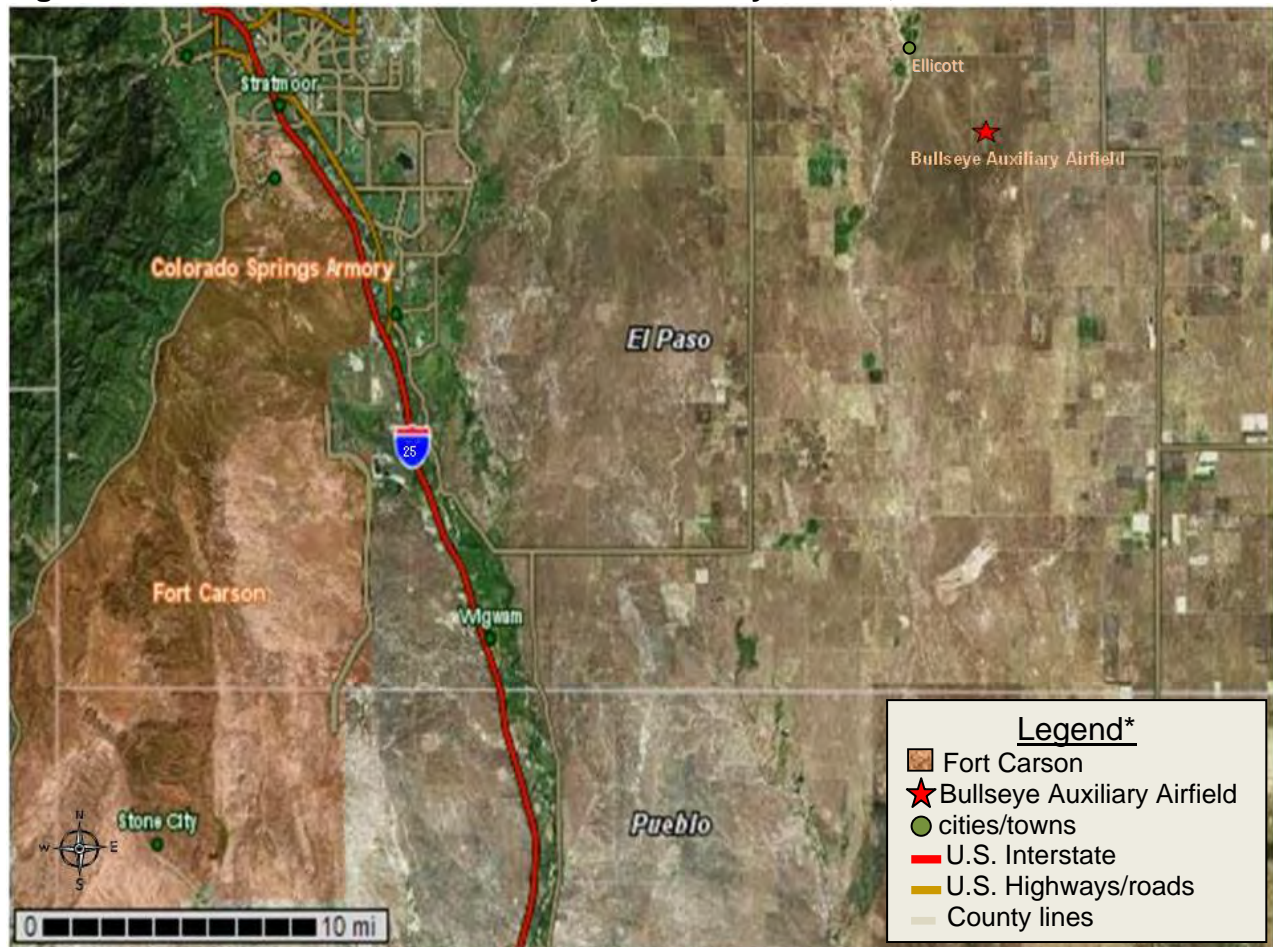 Ellicott
Stratmoor
Bullseye Auxiliary Airfield
Colorado Springs Armory
El Paso
25
Fort Carson
Wigwam
Stone City
Pueblo
N
W E
S
0 10 mi
Legend*
Fort Carson
Bullseye Auxiliary Airfield
cities/towns
U.S. Interstate
U.S. Highways/roads
County lines